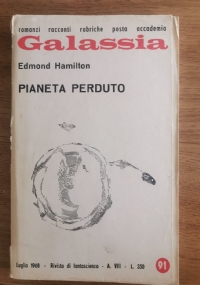 romanzi racconti rubriche posta accademia
Galassia
Edmond Hamilton
PIANETA PERDUTO
Luglio 1968 - Rivista di fantascienza - A. VIII - L. 350
91